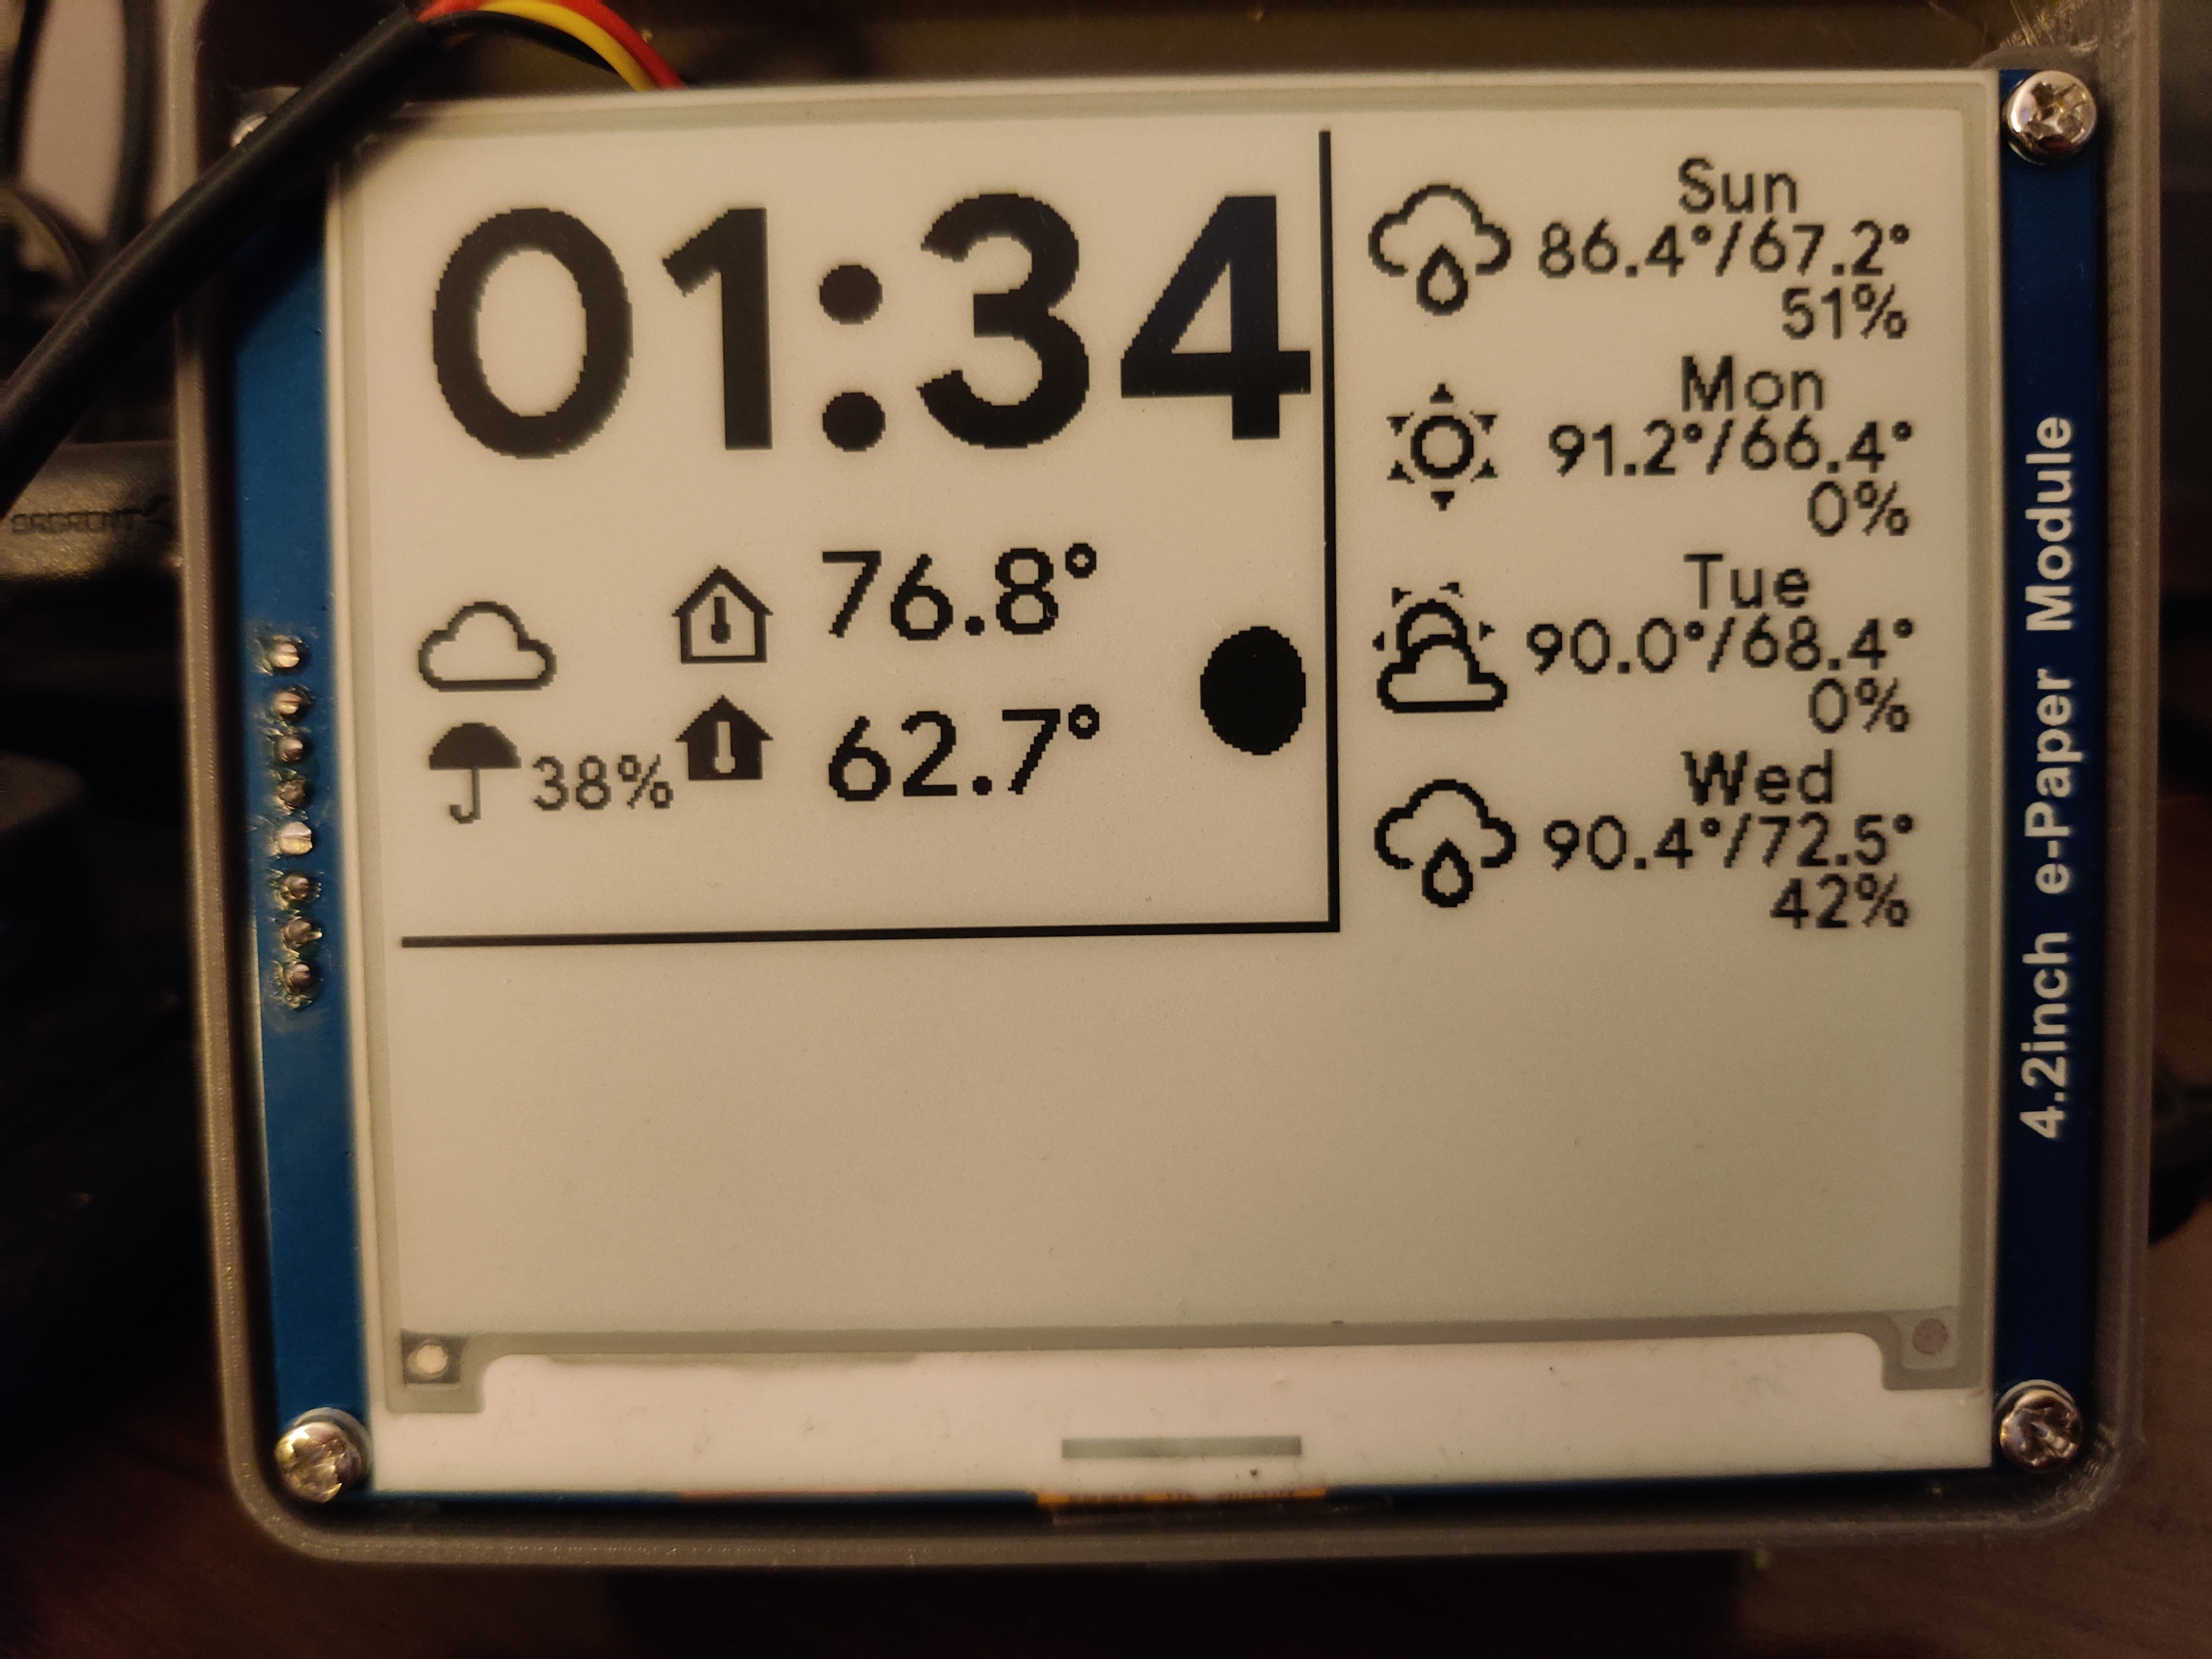 01:34
76.8°
62.7°
38%
Sun
86.4°/67.2°
51%
Mon
91.2°/66.4°
0%
Tue
90.0°/68.4°
0%
Wed
90.4°/72.5°
42%
4.2inch e-Paper Module